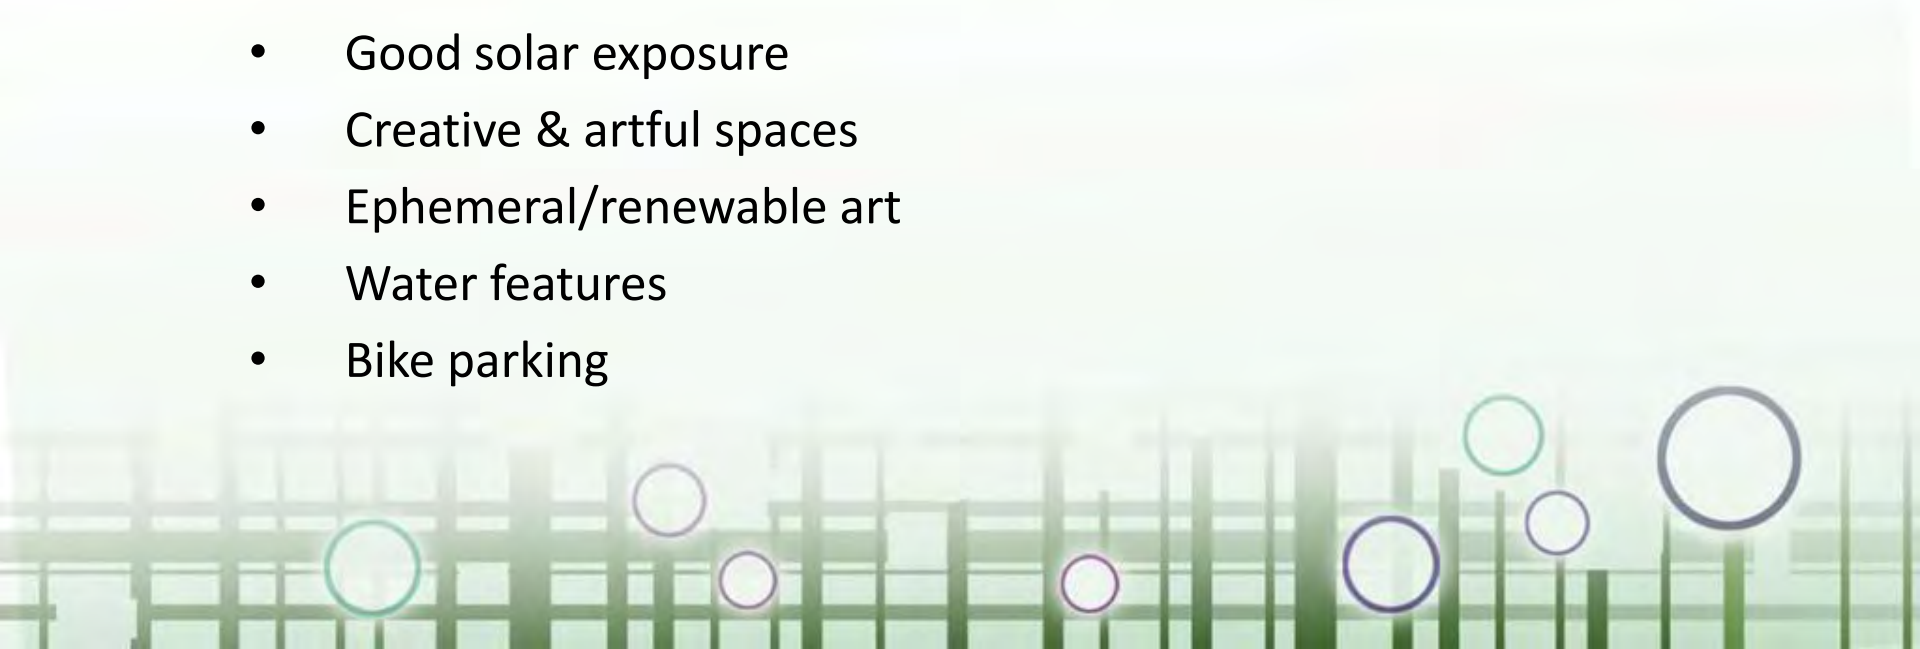 • Good solar exposure
• Creative & artful spaces
• Ephemeral/renewable art
• Water features
• Bike parking